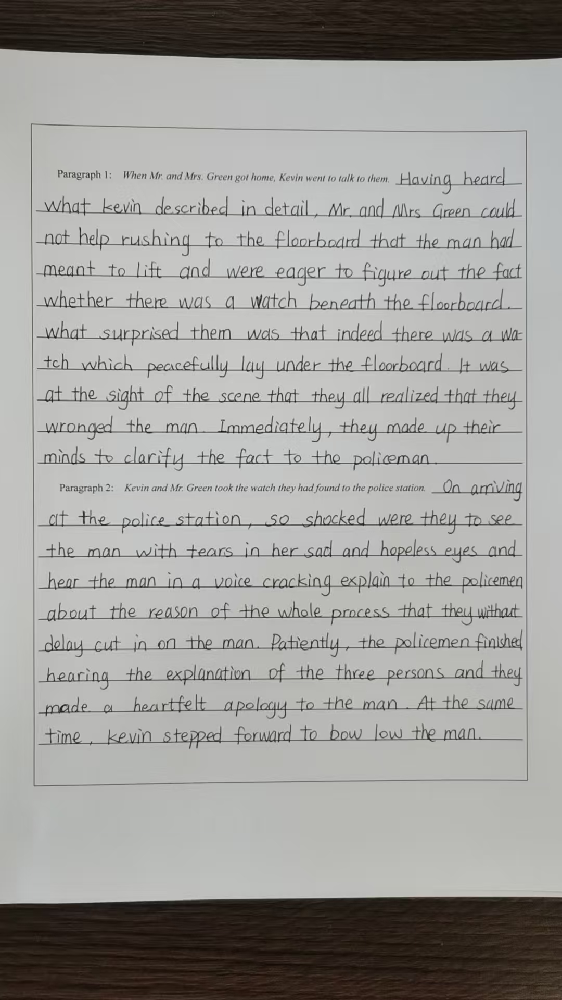 Paragraph 1: When Mr. and Mrs. Green got home, Kevin went to talk to them. Having heard
what kevin described in detail, Mr. and Mrs Green could
not help rushing to the floorboard that the man had
meant to lift and were eager to figure out the fact
whether there was a watch beneath the floorboard.
what surprised them was that indeed there was a wa-
tch which peacefully lay under the floorboard. It was
at the sight of the scene that they all realized that they
wronged the man. Immediately, they made up their
minds to clarify the fact to the policeman.
Paragraph 2: Kevin and Mr. Green took the watch they had found to the police station. On arriving
at the police station, so shocked were they to see
the man with tears in her sad and hopeless eyes and
hear the man in a voice cracking explain to the policemen
about the reason of the whole process that they without
delay cut in on the man. Patiently, the policemen finished
hearing the explanation of the three persons and they
made a heartfelt apology to the man. At the same
time, kevin stepped forward to bow low the man.